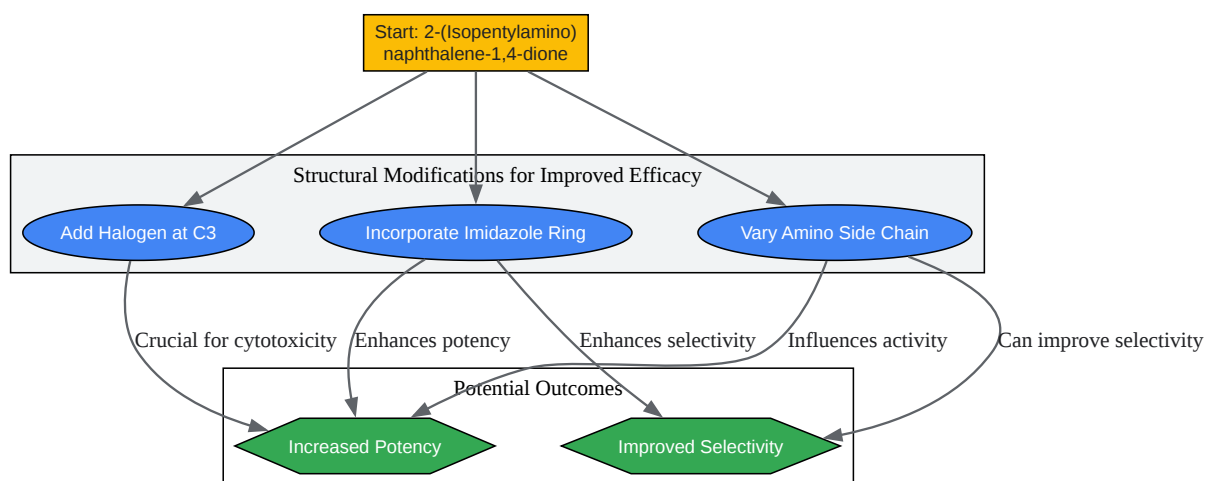 Start: 2-(Isopentylamino)
naphthalene-1,4-dione
Structural Modifications for Improved Efficacy
Add Halogen at C3
Incorporate Imidazole Ring
Vary Amino Side Chain
Crucial for cytotoxicity
Enhances potency
Enhances selectivity
Influences activity
Can improve selectivity
Potential Outcomes
Increased Potency
Improved Selectivity